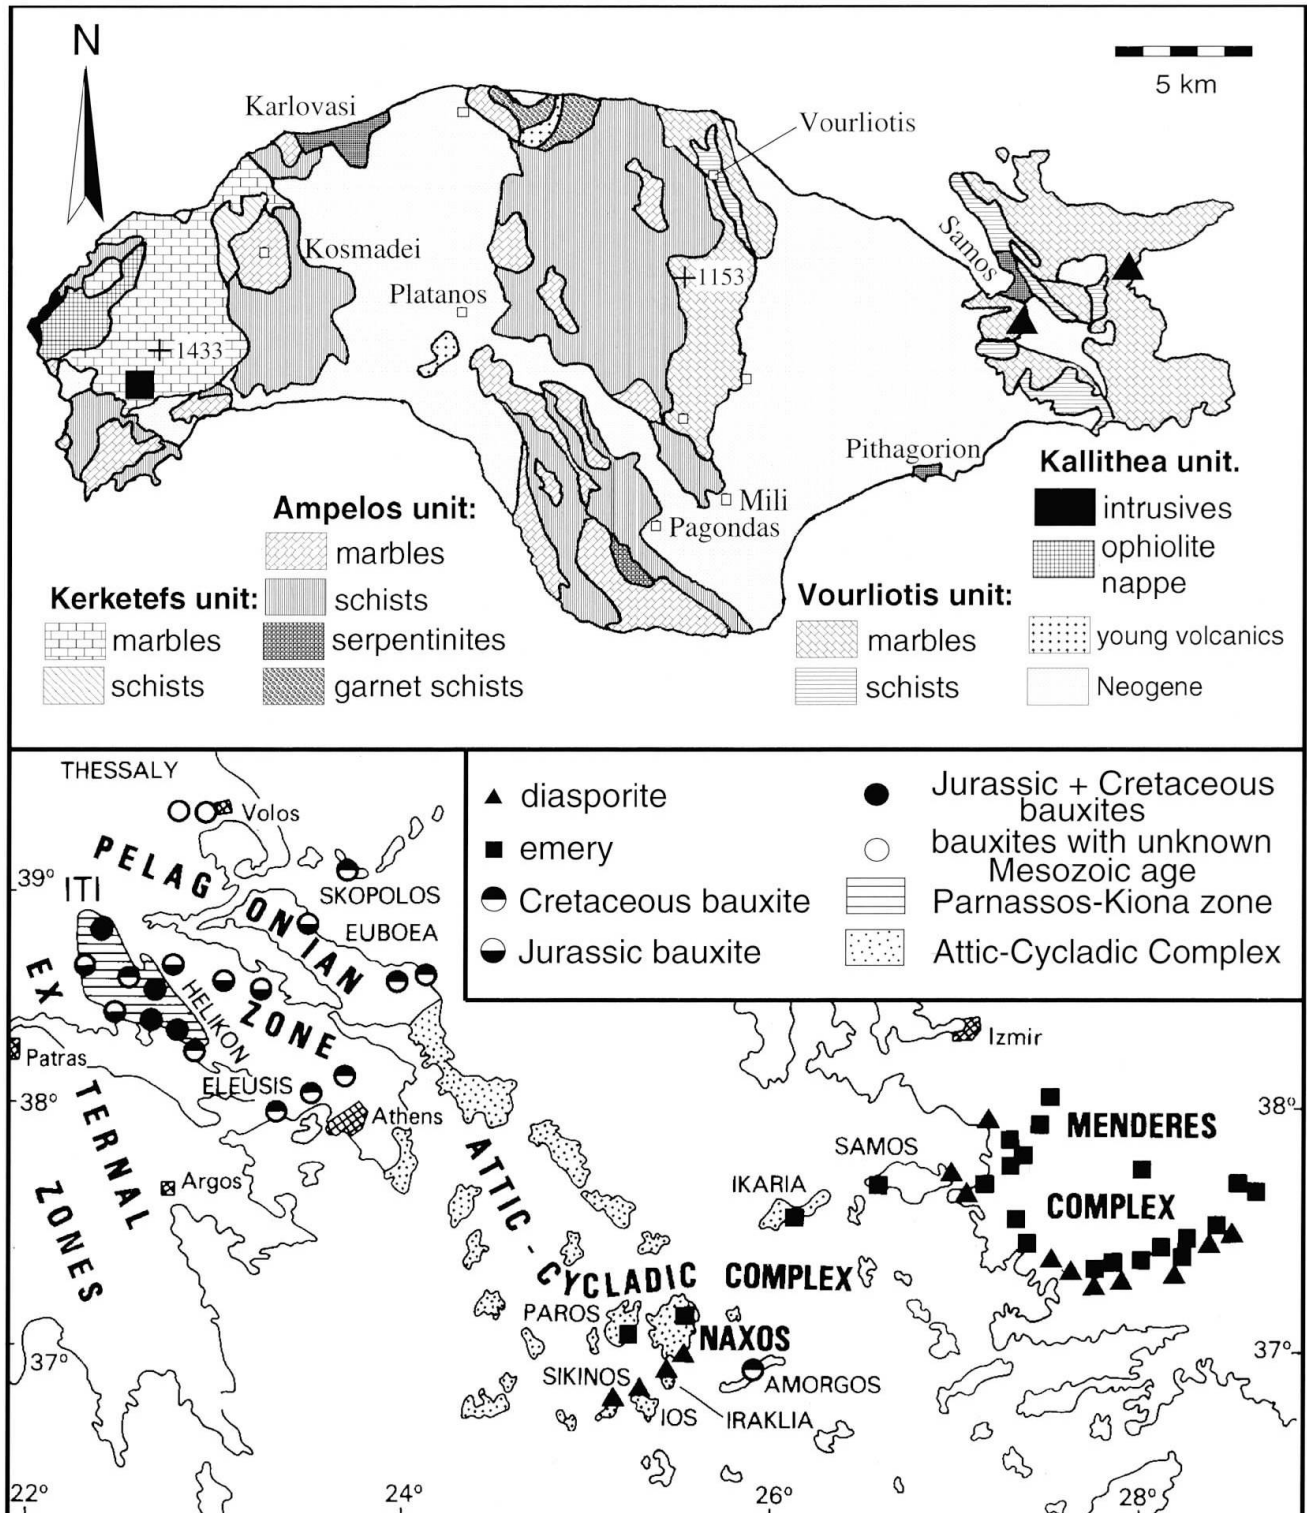 N
5 km
Karlovasi
Vourliotis
Kosmadei
Samos
Platanos
1153
1433
Pithagorion
Mili
Pagondas
Kallithea unit.
intrusives
ophiolite
nappe
Ampelos unit:
marbles
schists
serpentinites
garnet schists
Kerketefs unit:
marbles
schists
Vourliotis unit:
marbles
schists
young volcanics
Neogene
THESSALY
Volos
PELAGONIAN
ZONE
39°
ITI
SKOPOLOS
EUBOEA
HELIKON
EXTERNAL
ZONES
Patras
38°
ELEUSIS
Athens
Argos
37°
22°
24°
26°
28°
diasporite
emery
Cretaceous bauxite
Jurassic bauxite
Jurassic + Cretaceous
bauxites
bauxites with unknown
Mesozoic age
Parnassos-Kiona zone
Attic-Cycladic Complex
Izmir
38°
MENDERES
COMPLEX
SAMOS
IKARIA
ATTIC-
CYCLADIC COMPLEX
PAROS
NAXOS
37°
SIKINOS
AMORGOS
IOS
IRAKLIA